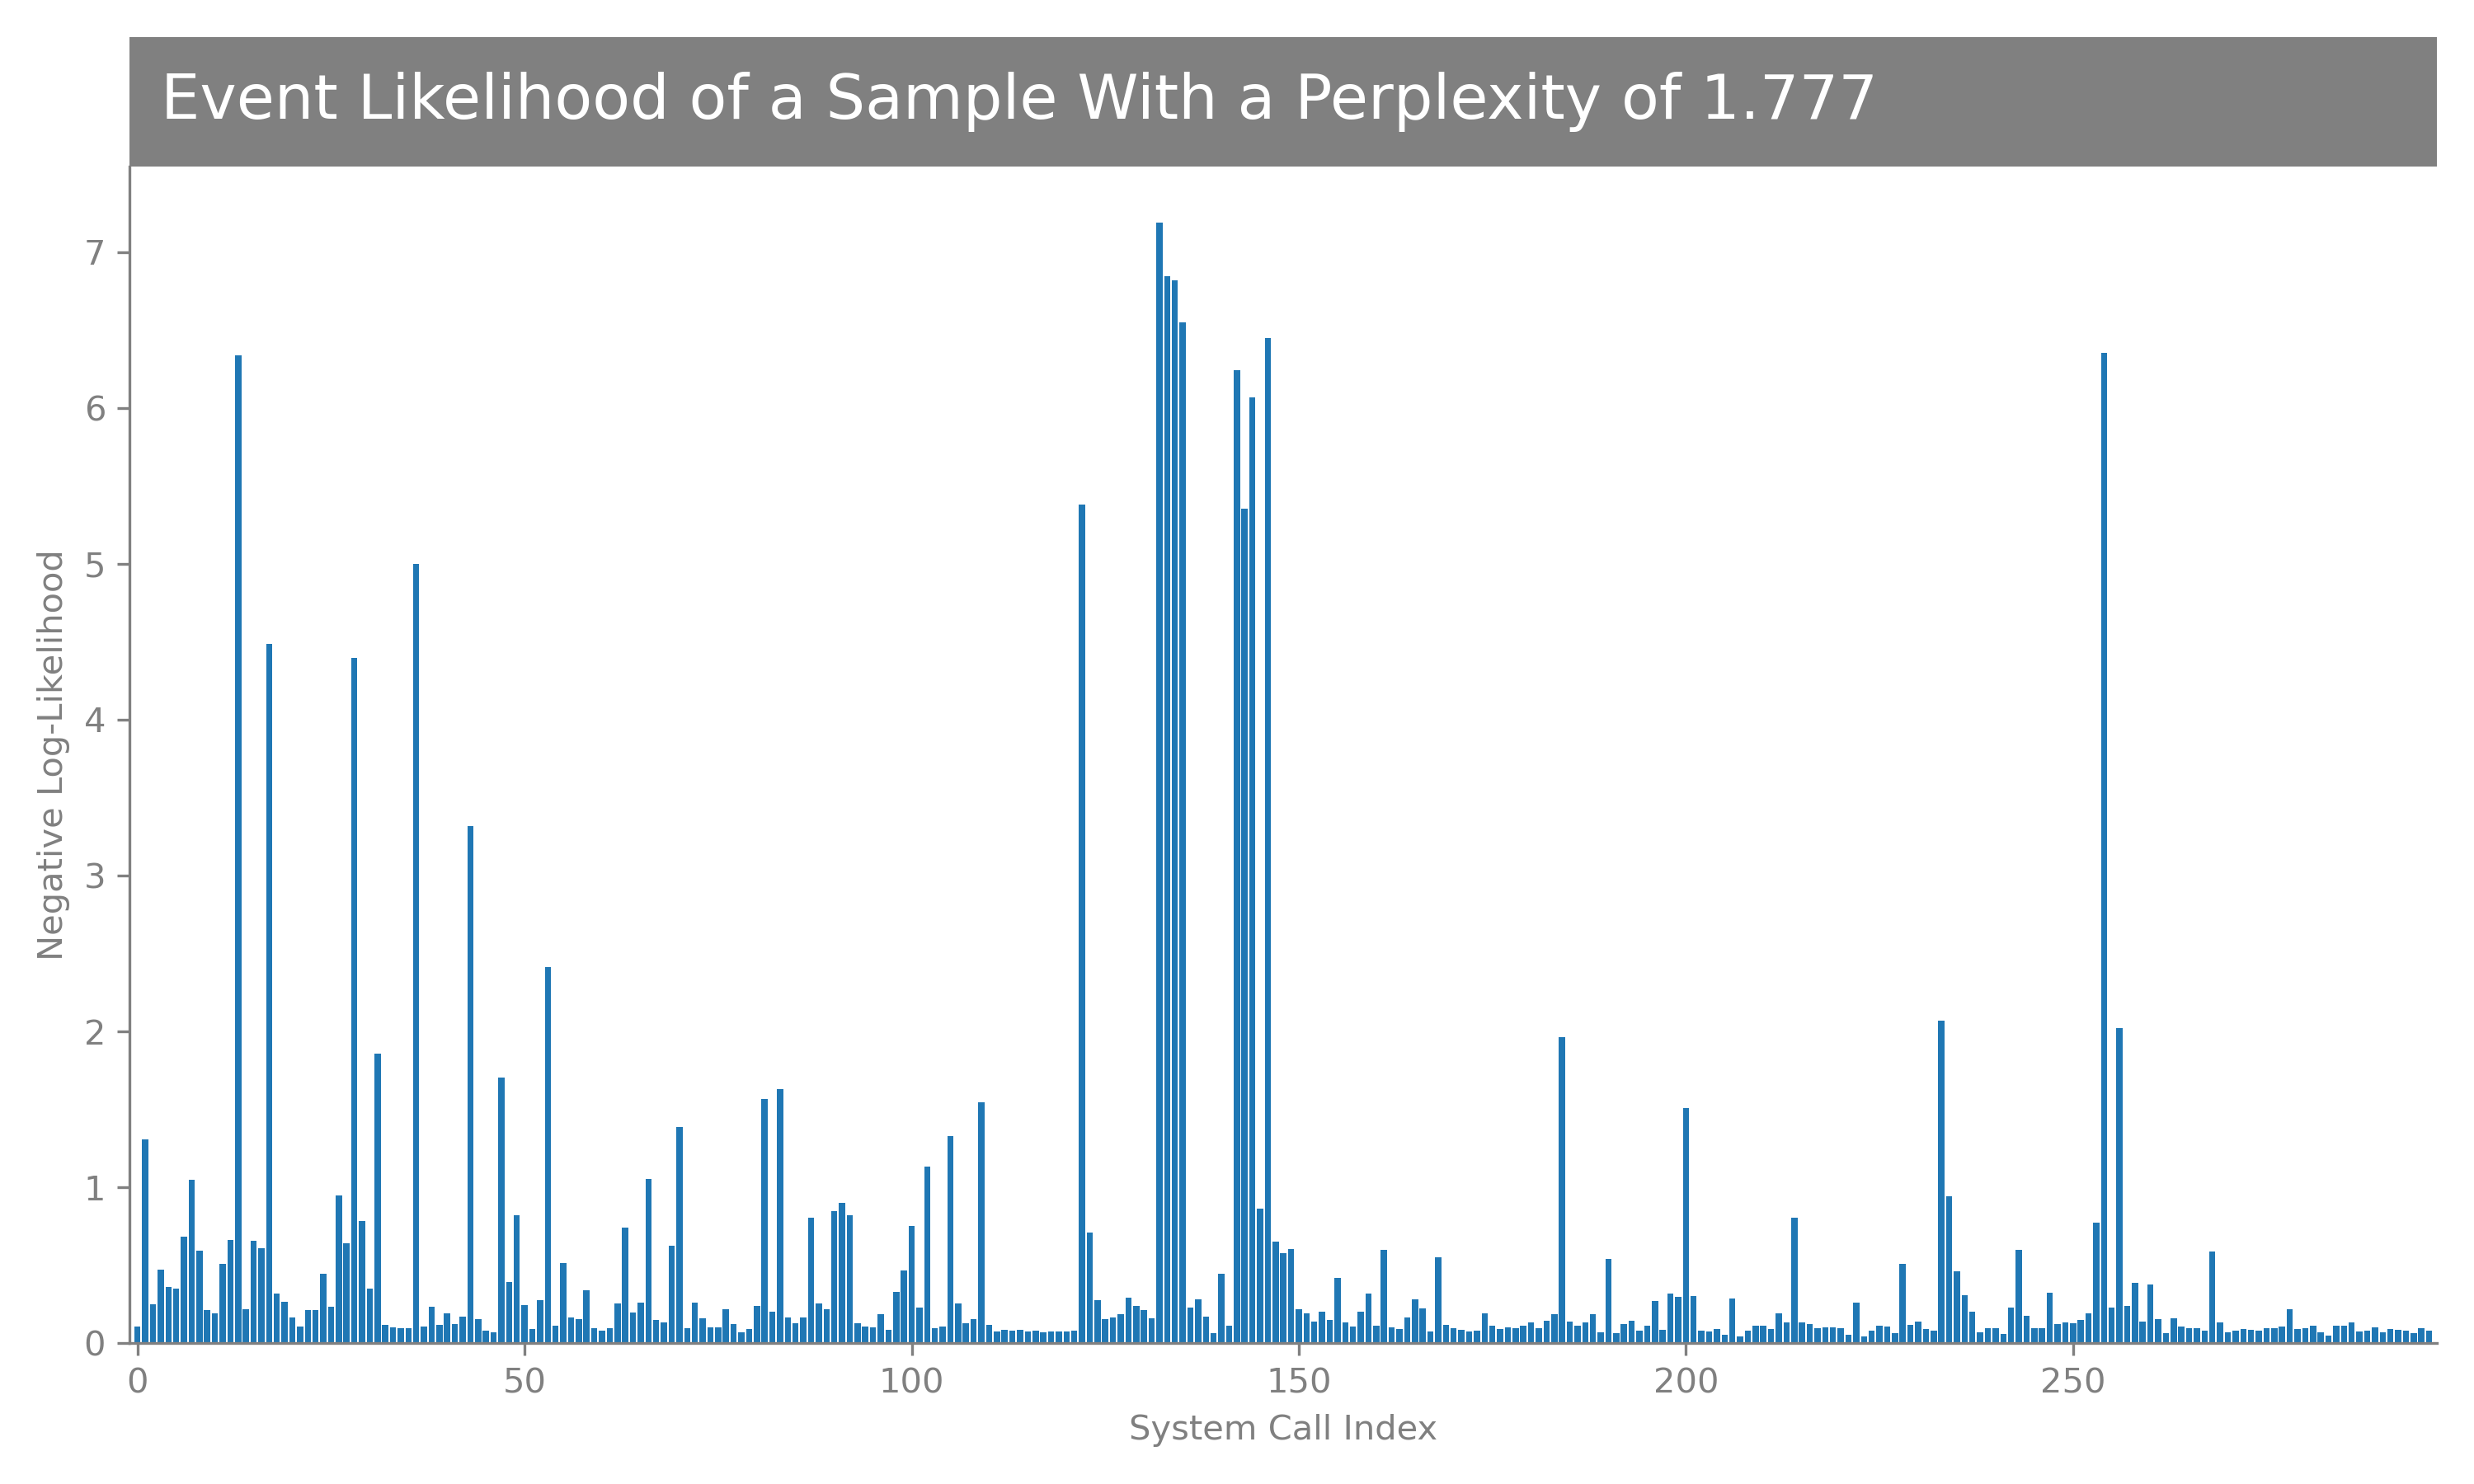 Event Likelihood of a Sample With a Perplexity of 1.777
7
6
5
4
3
2
1
0
Negative Log-Likelihood
0 50 100 150 200 250
System Call Index